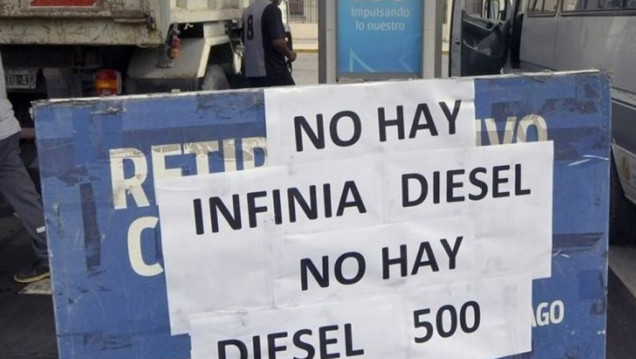 Impulsando
lo nuestro
NO HAY
INFINIA DIESEL
NO HAY
DIESEL 500